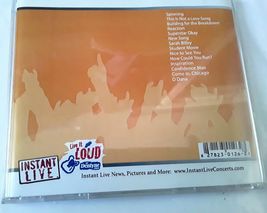 Spinning
This Is Not a Love Song
Building for the Breakdown
Reaction
Superstar Okay
New Song
Sarah Bitley
Student Movie
Nice to See You
How Could You Run?
Inspiration
Confidence Man
Come to Chicago
O Dana
INSTANT
LIVE
Live it
LOUD
Instant Live News, Pictures and More: www.InstantLiveConcerts.com